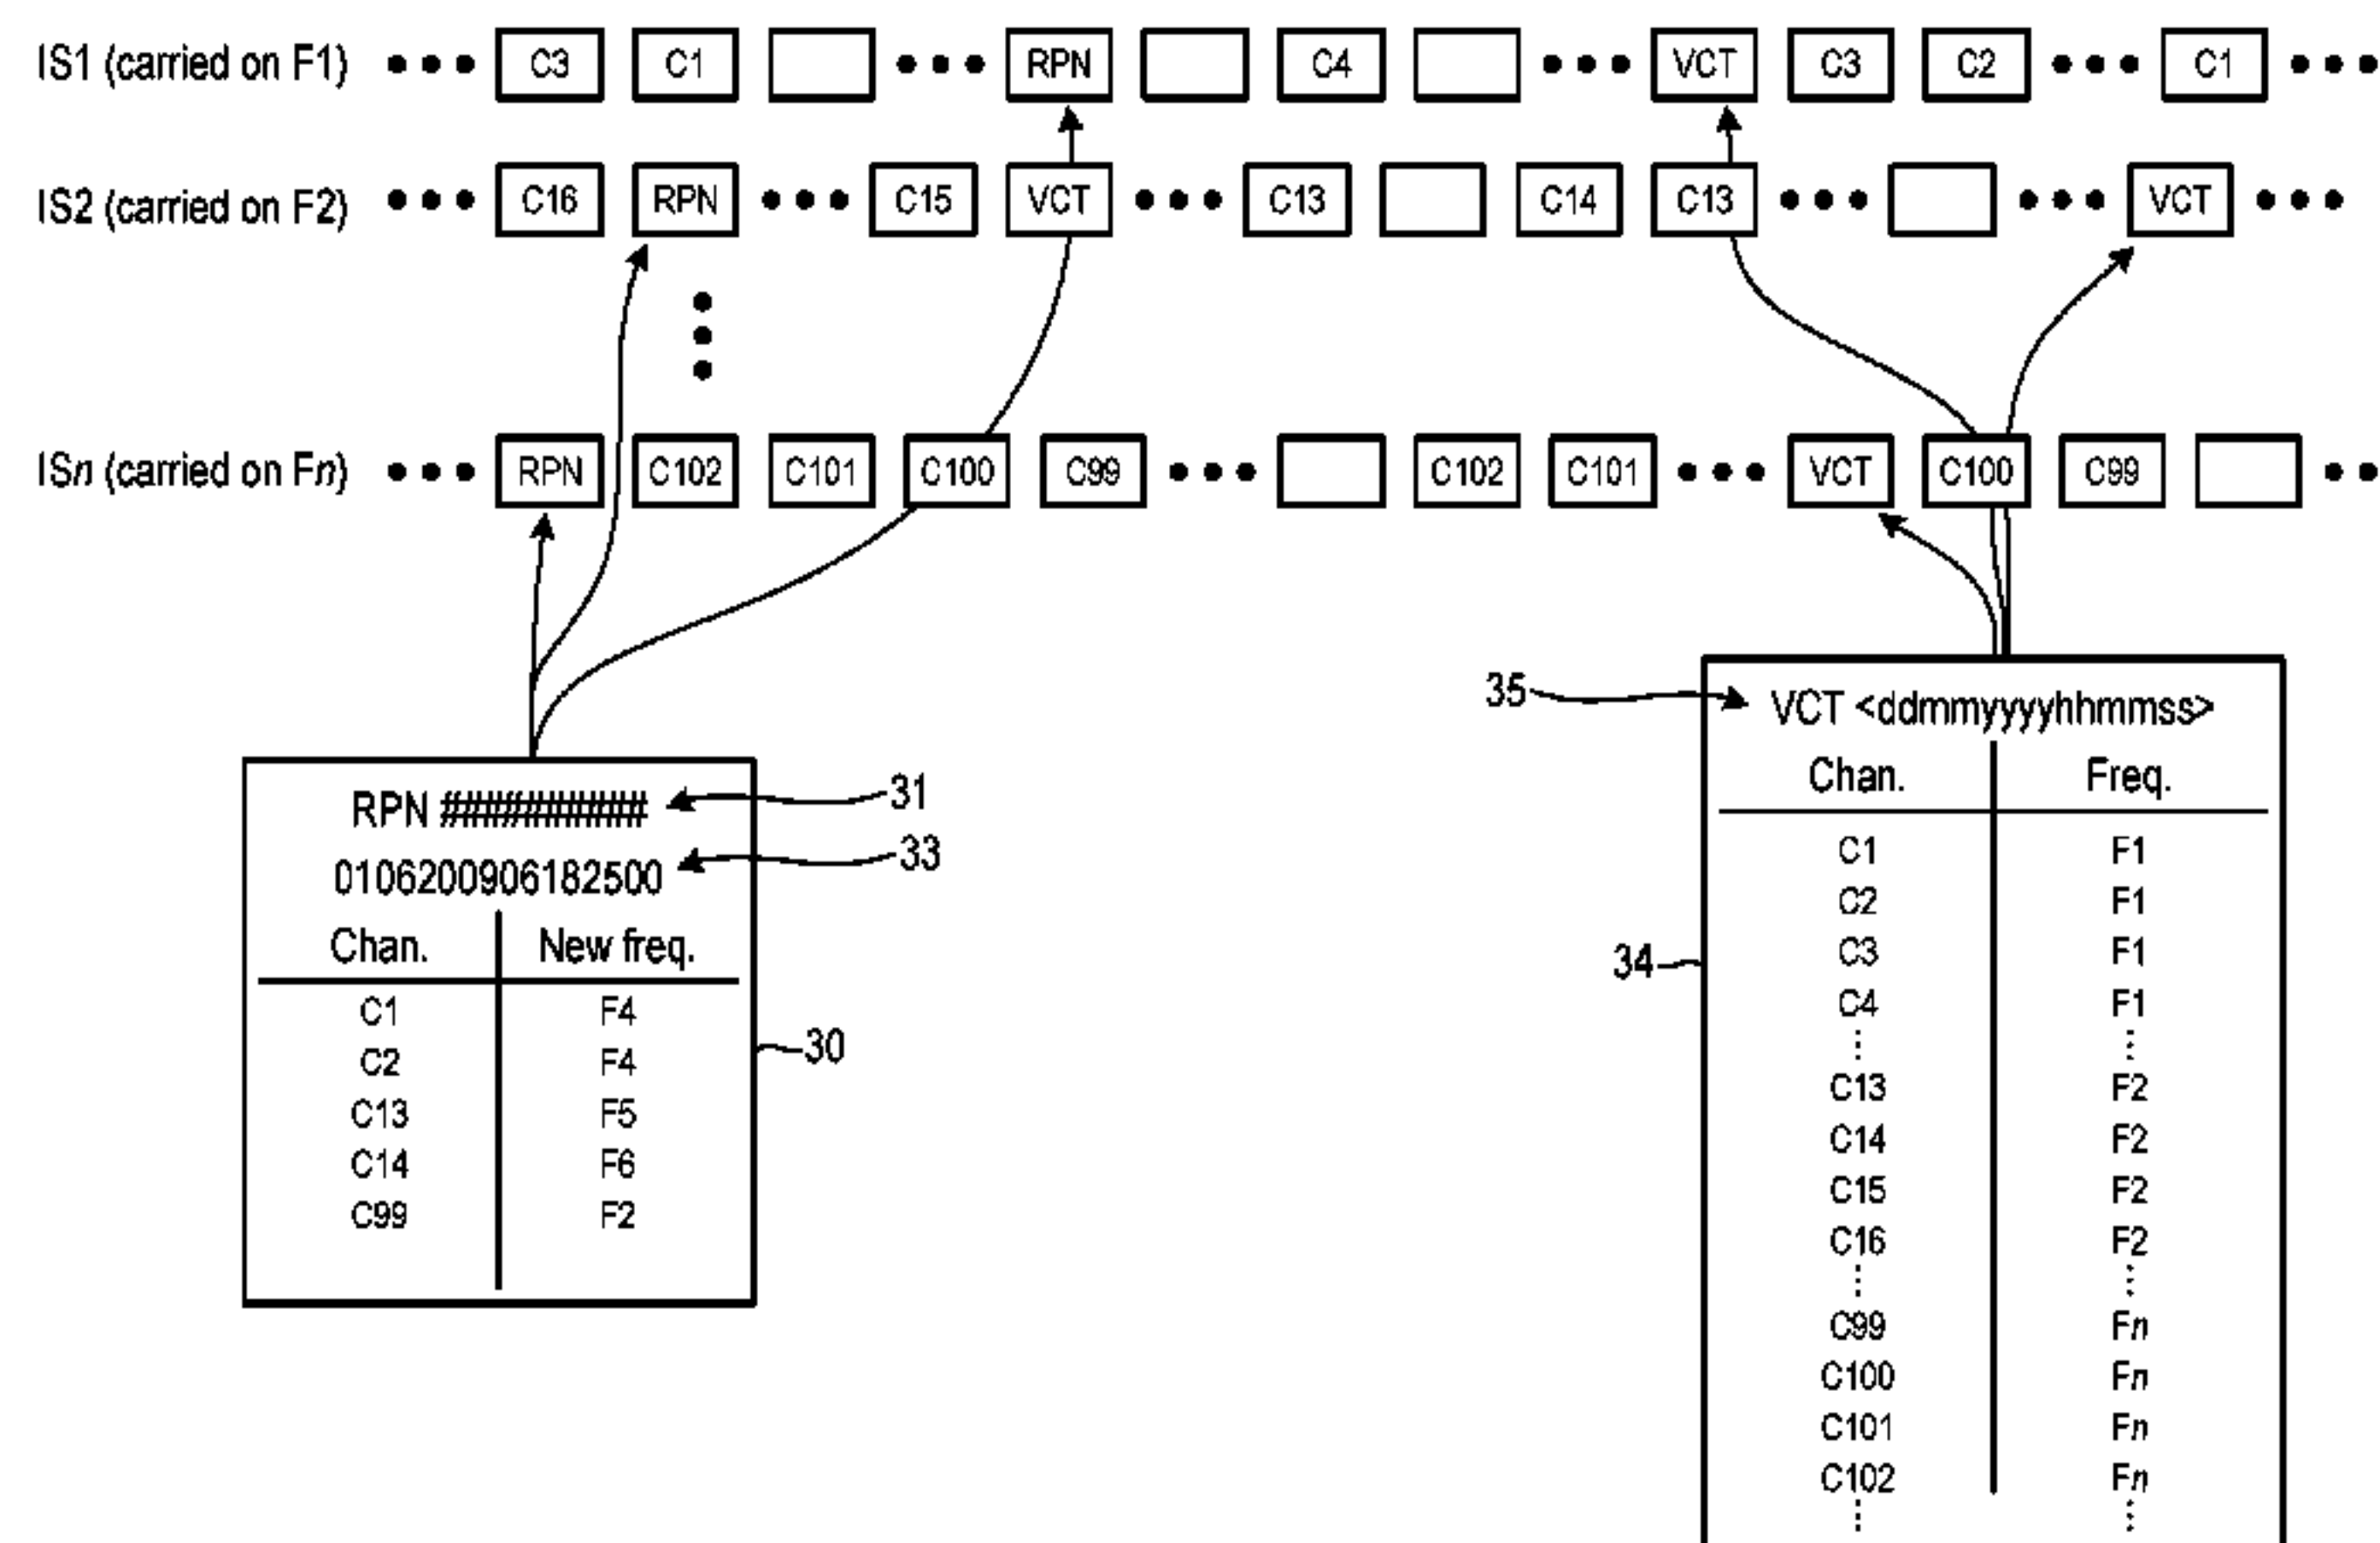 IS1 (carried on F1) ••• C3 C1 ••• RPN C4 ••• VCT C3 C2 ••• C1 •••
IS2 (carried on F2) ••• C16 RPN ••• C15 VCT ••• C13 C14 C13 ••• ••• VCT •••
ISn (carried on Fn) ••• RPN C102 C101 C100 C99 ••• C102 C101 ••• VCT C100 C99 ••
RPN ############### 31
0106200906182500 33
Chan. New freq.
C1 F4
C2 F4
C13 F5
C14 F6
C99 F2
30
35 VCT <ddmmyyyyhhmmss>
Chan. Freq.
C1 F1
C2 F1
C3 F1
34
C4 F1
⋮ ⋮
C13 F2
C14 F2
C15 F2
C16 F2
⋮ ⋮
C99 Fn
C100 Fn
C101 Fn
C102 Fn
⋮ ⋮